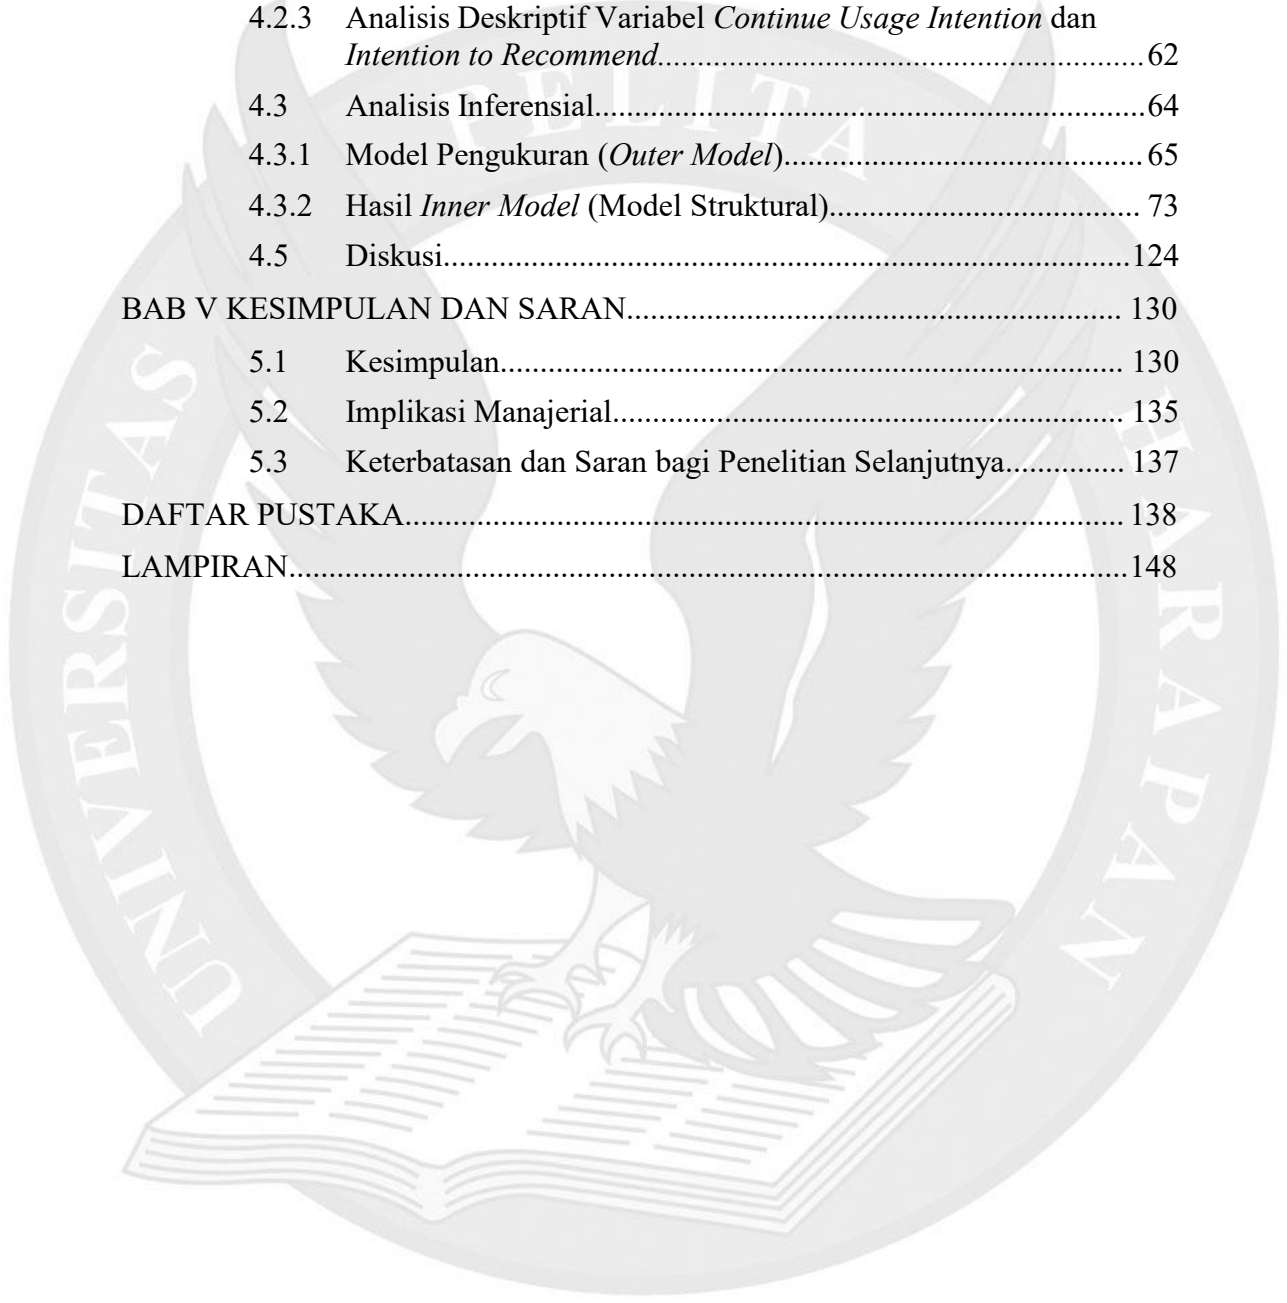 4.2.3 Analisis Deskriptif Variabel Continue Usage Intention dan
Intention to Recommend........................................................62
4.3 Analisis Inferensial................................................................64
4.3.1 Model Pengukuran (Outer Model)......................................... 65
4.3.2 Hasil Inner Model (Model Struktural)................................... 73
4.5 Diskusi.................................................................................124
BAB V KESIMPULAN DAN SARAN.......................................................... 130
5.1 Kesimpulan......................................................................... 130
5.2 Implikasi Manajerial............................................................ 135
5.3 Keterbatasan dan Saran bagi Penelitian Selanjutnya.............. 137
DAFTAR PUSTAKA.................................................................................... 138
LAMPIRAN..................................................................................................148
UNIVERSITAS PELITA HARAPAN